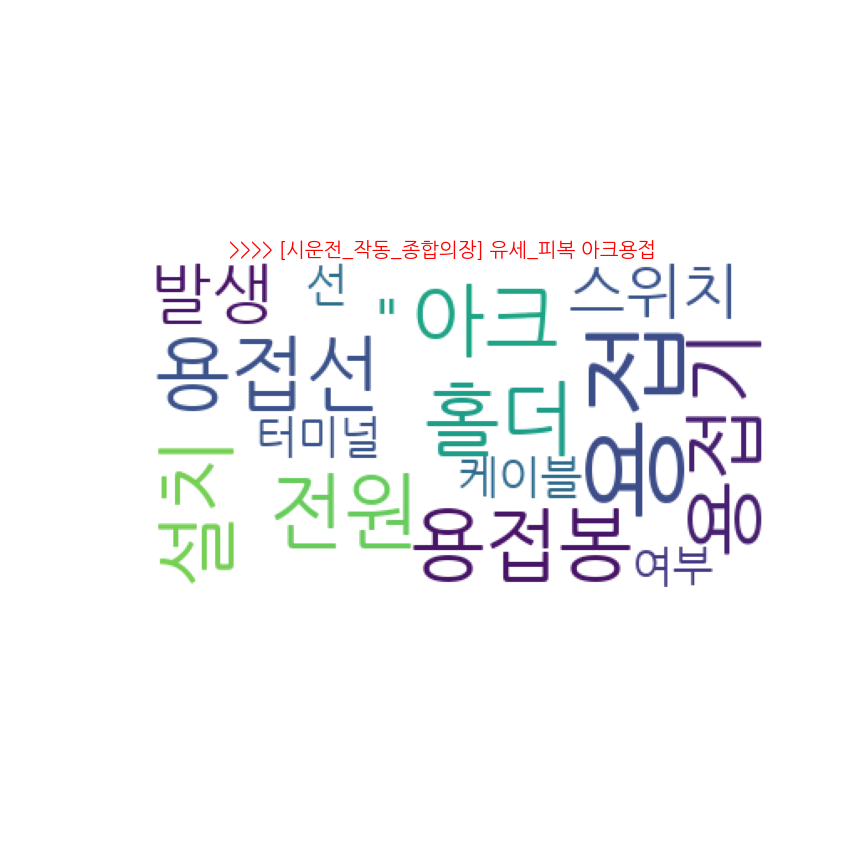 >>>> [시운전_작동_종합의장] 유세_피복 아크용접
발생
선
"
아크
스위치
용접선
홀더
용접
용접기
터미널
케이블
설치
전원
용접봉
여부